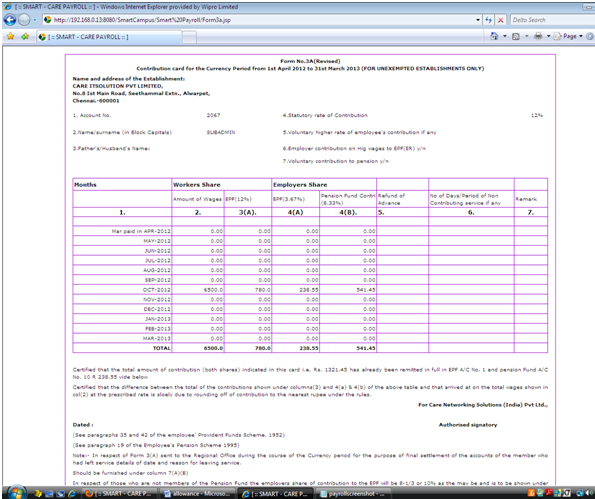 [:: SMART - CARE PAYROLL :: ] - Windows Internet Explorer provided by Wipro Limited
http://192.168.0.13:8080/SmartCampus/Smart%20Payroll/Form3a.jsp
Delta Search
[:: SMART - CARE PAYROLL :: ]
Page
Form No.3A(Revised)
Contribution card for the Currency Period from 1st April 2012 to 31st March 2013 (FOR UNEXEMPTED ESTABLISHMENTS ONLY)
Name and address of the Establishment:
CARE ITSOLUTION PVT LIMITED,
No.8 Ist Main Road, Seethammal Extn., Alwarpet,
Chennai.-600001
1. Account No. 2067 4.Statutory rate of Contribution 12%
2.Name/surname (in Block Capitals) SUBADMIN 5.Voluntary higher rate of employee's contribution if any
3.Father's/Husband's Name: 6.Employer contribution on Hig wages to EPF(ER) y/n
7.Voluntary contribution to pension y/n
Months Workers Share Employers Share
Amount of Wages EPF(12%) EPF(3.67%) Pension Fund Contri (8.33%) Refund of Advance No of Days/Period of Non Contributing service if any Remark
1. 2. 3(A). 4(A) 4(B). 5. 6. 7.
Mar paid in APR-2012 0.00 0.00 0.00 0.00
MAY-2012 0.00 0.00 0.00 0.00
JUN-2012 0.00 0.00 0.00 0.00
JUL-2012 0.00 0.00 0.00 0.00
AUG-2012 0.00 0.00 0.00 0.00
SEP-2012 0.00 0.00 0.00 0.00
OCT-2012 6500.0 780.0 238.55 541.45
NOV-2012 0.00 0.00 0.00 0.00
DEC-2012 0.00 0.00 0.00 0.00
JAN-2013 0.00 0.00 0.00 0.00
FEB-2013 0.00 0.00 0.00 0.00
MAR-2013 0.00 0.00 0.00 0.00
TOTAL 6500.0 780.0 238.55 541.45
Certified that the total amount of contribution (both shares) indicated in this card i.e. Rs. 1321.45 has already been remitted in full in EPF A/C No. 1 and pension Fund A/C
No. 10 R 238.55 vide below
Certified that the difference between the total of the contributions shown under columns(3) and 4(a) & 4(b) of the above table and that arrived at on the total wages shown in
col(2) at the prescribed rate is slowly due to rounding off of contribution to the nearest rupee under the rules.
For Care Networking Solutions (India) Pvt Ltd.,
Dated : Authorised signatory
(See paragraphs 35 and 42 of the employee' Provident Funds Scheme, 1952)
(See paragraph 19 of the Employee's Pension Scheme 1995)
Note:- In respect of Form 3(A) sent to the Regional Office during the course of the Currency period for the purpose of final settlement of the accounts of the member who
had left service details of date and reason for leaving service.
Should be furnished under column 7(A)(B)
In respect of those who are not members of the Pension Fund the employers share of contribution to the EPF will be 8-1/3 or 10% as the may be and is to be shown under
[:: SMART - CARE P...
allowance - Microso...
[:: SMART - CARE P...
payrollscreenshot - ...